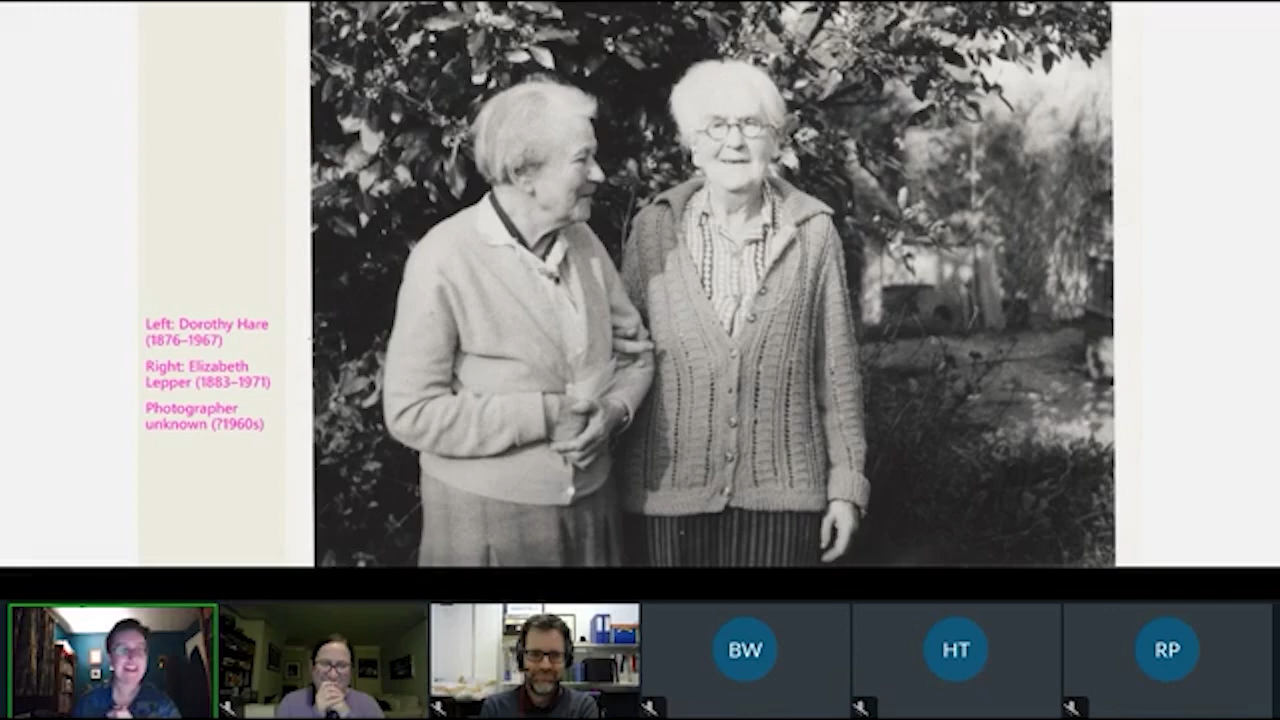 Left: Dorothy Hare
(1876–1967)
Right: Elizabeth
Lepper (1883–1971)
Photographer
unknown (?1960s)
BW
HT
RP